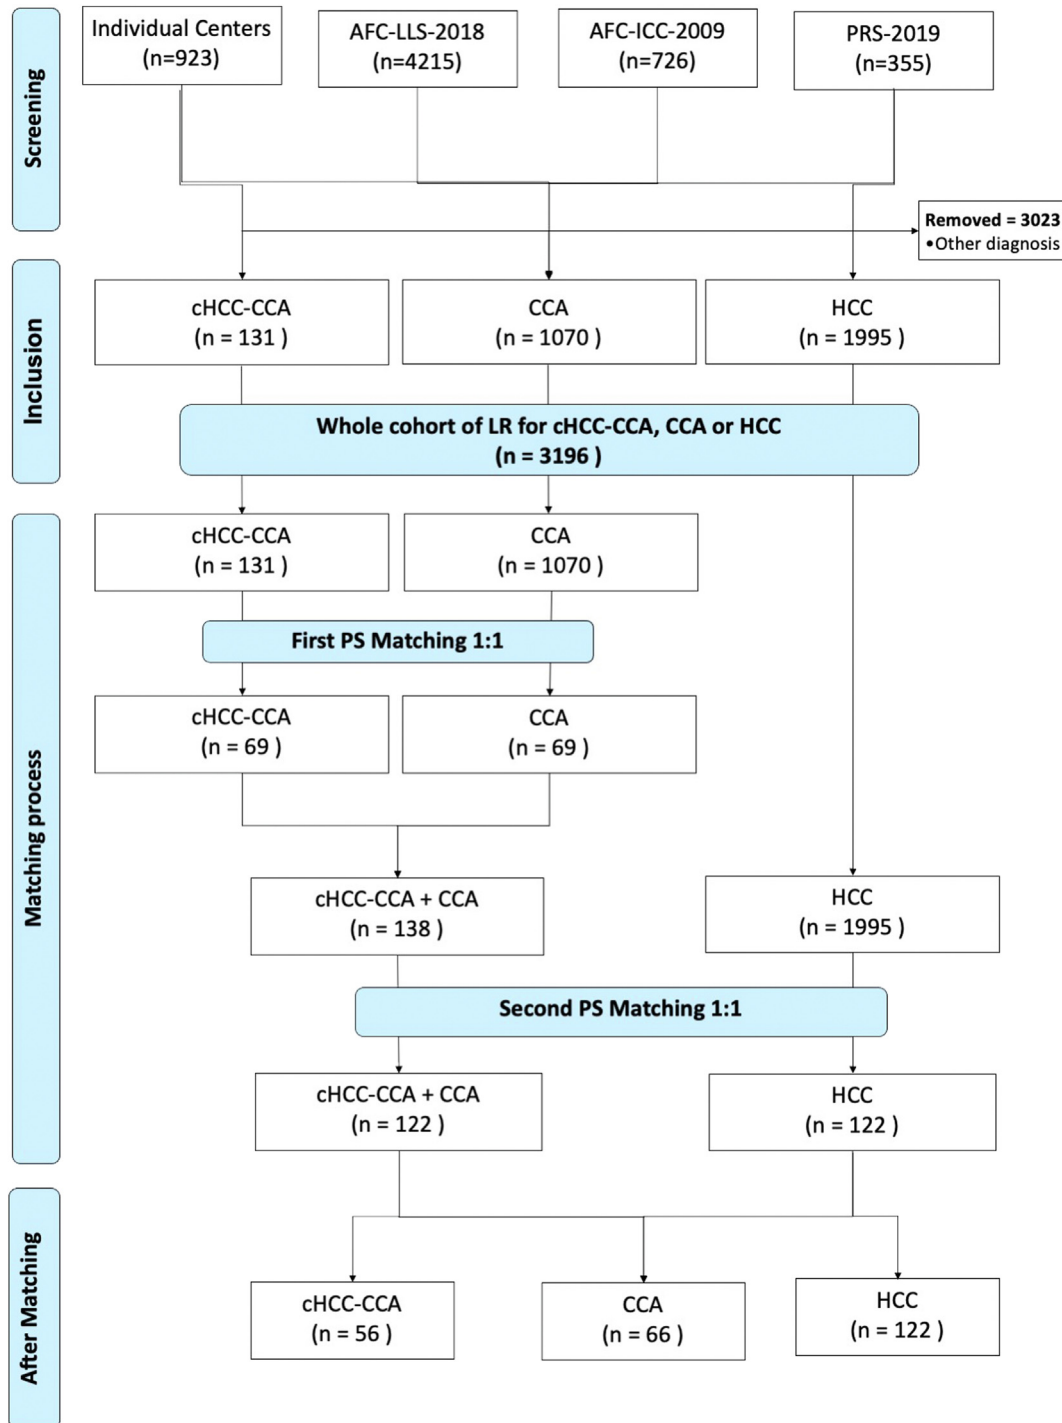 Screening
Individual Centers
(n=923)
AFC-LLS-2018
(n=4215)
AFC-ICC-2009
(n=726)
PRS-2019
(n=355)
Removed = 3023
•Other diagnosis
Inclusion
cHCC-CCA
(n = 131 )
CCA
(n = 1070 )
HCC
(n = 1995 )
Whole cohort of LR for cHCC-CCA, CCA or HCC
(n = 3196 )
Matching process
cHCC-CCA
(n = 131 )
CCA
(n = 1070 )
First PS Matching 1:1
cHCC-CCA
(n = 69 )
CCA
(n = 69 )
cHCC-CCA + CCA
(n = 138 )
HCC
(n = 1995 )
Second PS Matching 1:1
cHCC-CCA + CCA
(n = 122 )
HCC
(n = 122 )
After Matching
cHCC-CCA
(n = 56 )
CCA
(n = 66 )
HCC
(n = 122 )